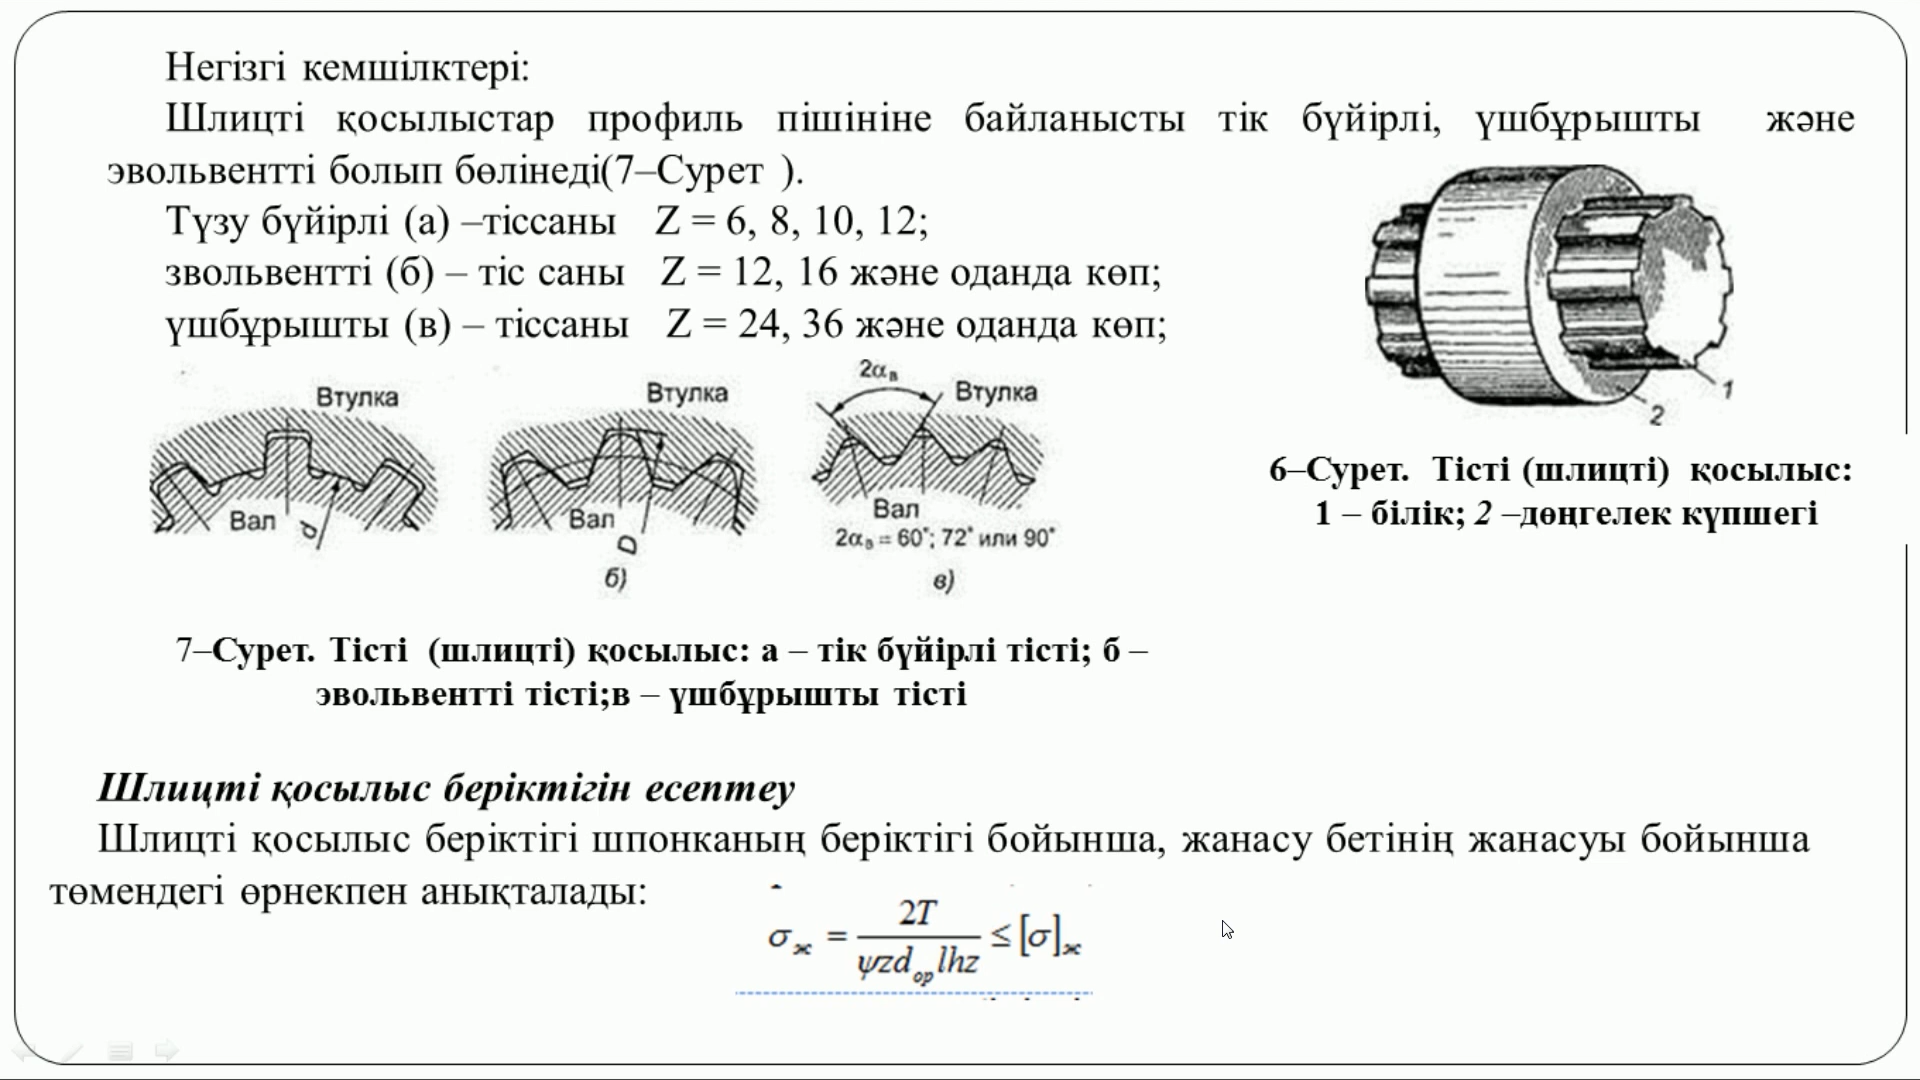 Негізгі кемшілктері:
Шлицті қосылыстар профиль пішініне байланысты тік бүйірлі, үшбұрышты және
эвольвентті болып бөлінеді(7–Сурет ).
Түзу бүйірлі (а) –тіссаны Z = 6, 8, 10, 12;
звольвентті (б) – тіс саны Z = 12, 16 және оданда көп;
үшбұрышты (в) – тіссаны Z = 24, 36 және оданда көп;
Втулка
Вал
d
Втулка
Вал
D
б)
2αв
Втулка
Вал
2αв = 60°; 72° или 90°
в)
1
2
6–Сурет. Тісті (шлицті) қосылыс:
1 – білік; 2 –дөңгелек күпшегі
7–Сурет. Тісті (шлицті) қосылыс: а – тік бүйірлі тісті; б –
эвольвентті тісті;в – үшбұрышты тісті
Шлицті қосылыс беріктігін есептеу
Шлицті қосылыс беріктігі шпонканың беріктігі бойынша, жанасу бетінің жанасуы бойынша
төмендегі өрнекпен анықталады:
σж = 2T / ψzdорlhz ≤ [σ]ж